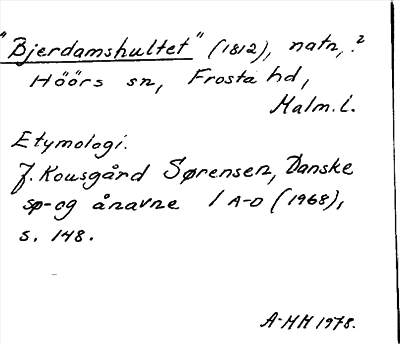 "Bjerdamshultet" (1812), natn, ?
Höörs sn, Frosta hd,
Malm. l.
Etymologi.
J. Kousgård Sørensen, Danske
sø- og ånavne 1 A-D (1968),
s. 148.
A-HH 1978.